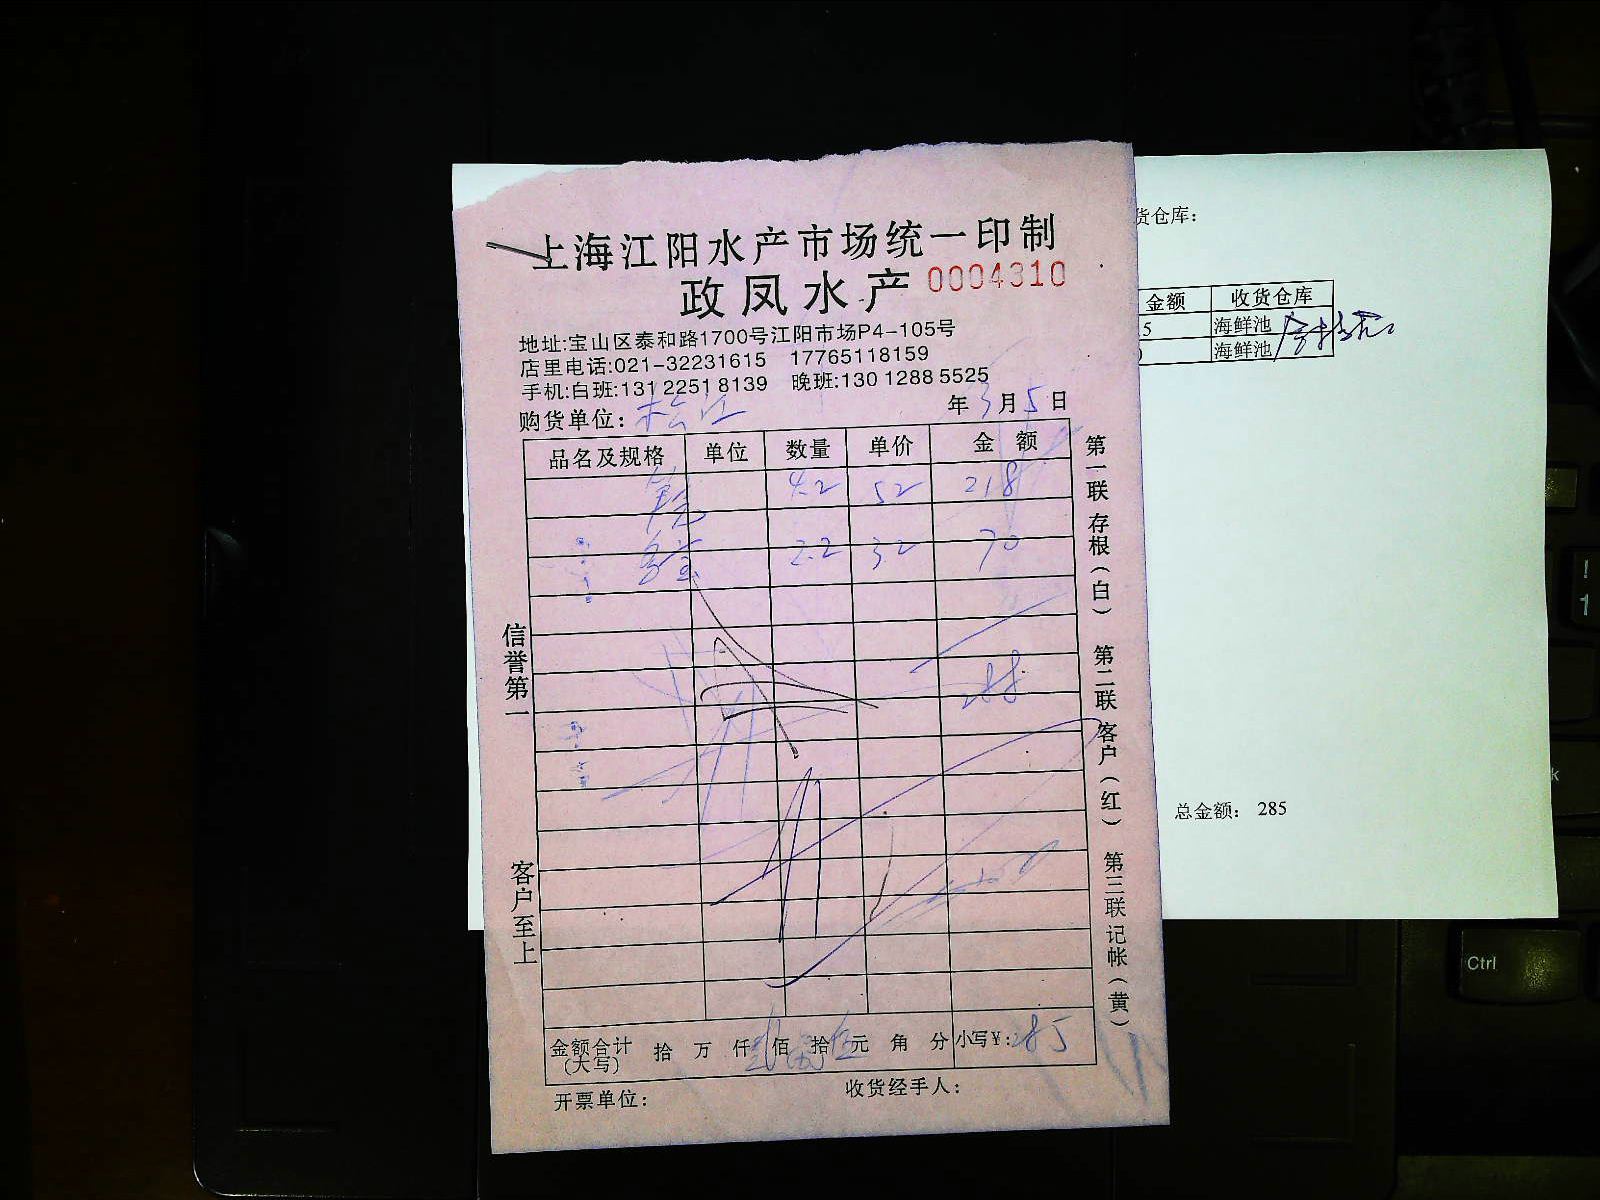 上海江阳水产市场统一印制
政凤水产 0004310
地址:宝山区泰和路1700号江阳市场P4-105号
店里电话:021-32231615 17765118159
手机:白班:131 2251 8139 晚班:130 1288 5525
购货单位: 松江 年 3 月 5 日
品名及规格 单位 数量 单价 金额
4.2 52 218
2.2 32 70
288
金额合计(大写) 拾 万 仟 贰 佰 捌 拾 伍 元 角 分 小写¥: 285
开票单位: 收货经手人:
信誉第一
客户至上
第一联 存根(白) 第二联 客户(红) 第三联 记帐(黄)
货仓库:
金额 收货仓库
5 海鲜池
海鲜池
总金额: 285
Ctrl